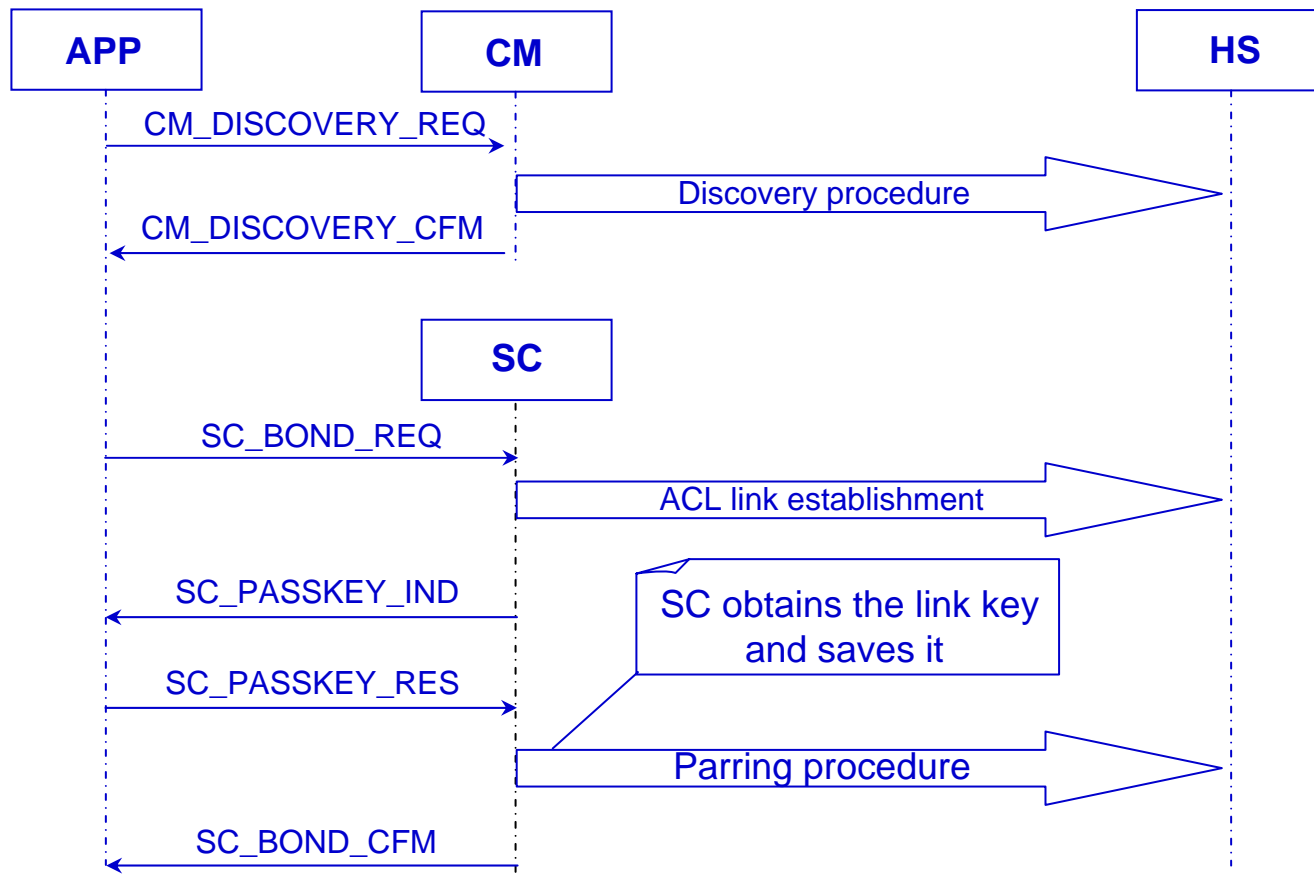 APP
CM
HS
CM_DISCOVERY_REQ
Discovery procedure
CM_DISCOVERY_CFM
SC
SC_BOND_REQ
ACL link establishment
SC_PASSKEY_IND
SC obtains the link key
and saves it
SC_PASSKEY_RES
Parring procedure
SC_BOND_CFM